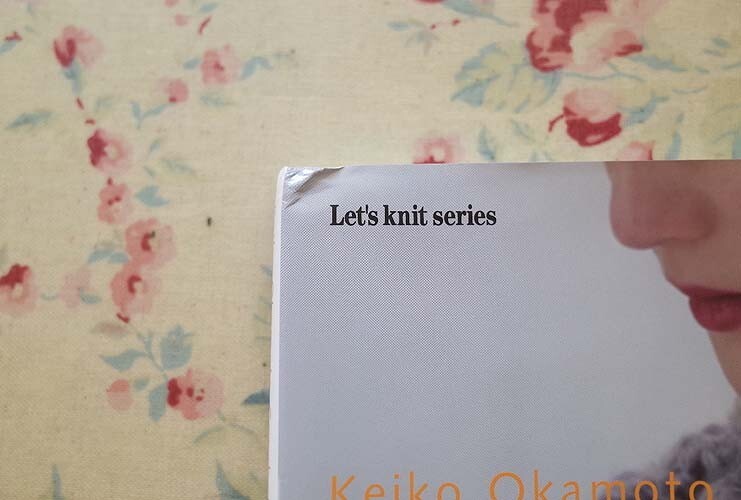 Let's knit series
Keiko Okamoto